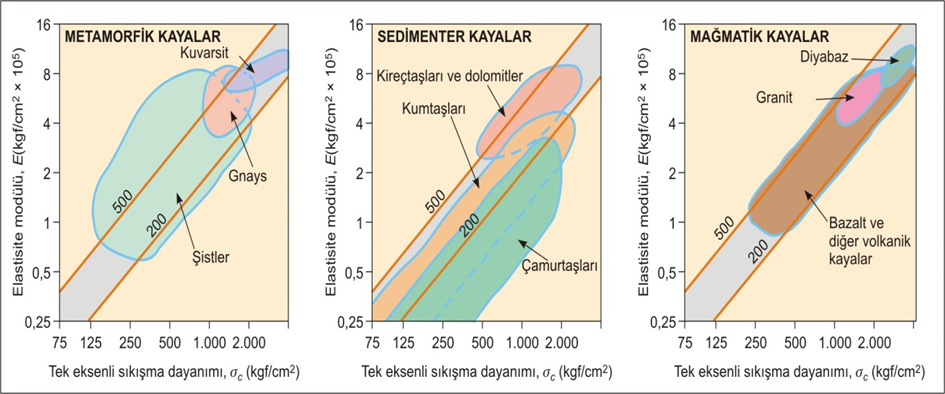 METAMORFİK KAYALAR
Elastisite modülü, E(kgf/cm² × 10⁵)
16
8
4
2
1
0,5
0,25
Kuvarsit
Gnays
Şistler
500
200
75 125 250 500 1.000 2.000
Tek eksenli sıkışma dayanımı, σc (kgf/cm2)
SEDİMENTER KAYALAR
Elastisite modülü, E(kgf/cm² × 10⁵)
16
8
4
2
1
0,5
0,25
Kireçtaşları ve dolomitler
Kumtaşları
500
200
Çamurtaşları
75 125 250 500 1.000 2.000
Tek eksenli sıkışma dayanımı, σc (kgf/cm2)
MAĞMATİK KAYALAR
Elastisite modülü, E(kgf/cm² × 10⁵)
16
8
4
2
1
0,5
0,25
Diyabaz
Granit
500
200
Bazalt ve
diğer volkanik
kayalar
75 125 250 500 1.000 2.000
Tek eksenli sıkışma dayanımı, σc (kgf/cm2)